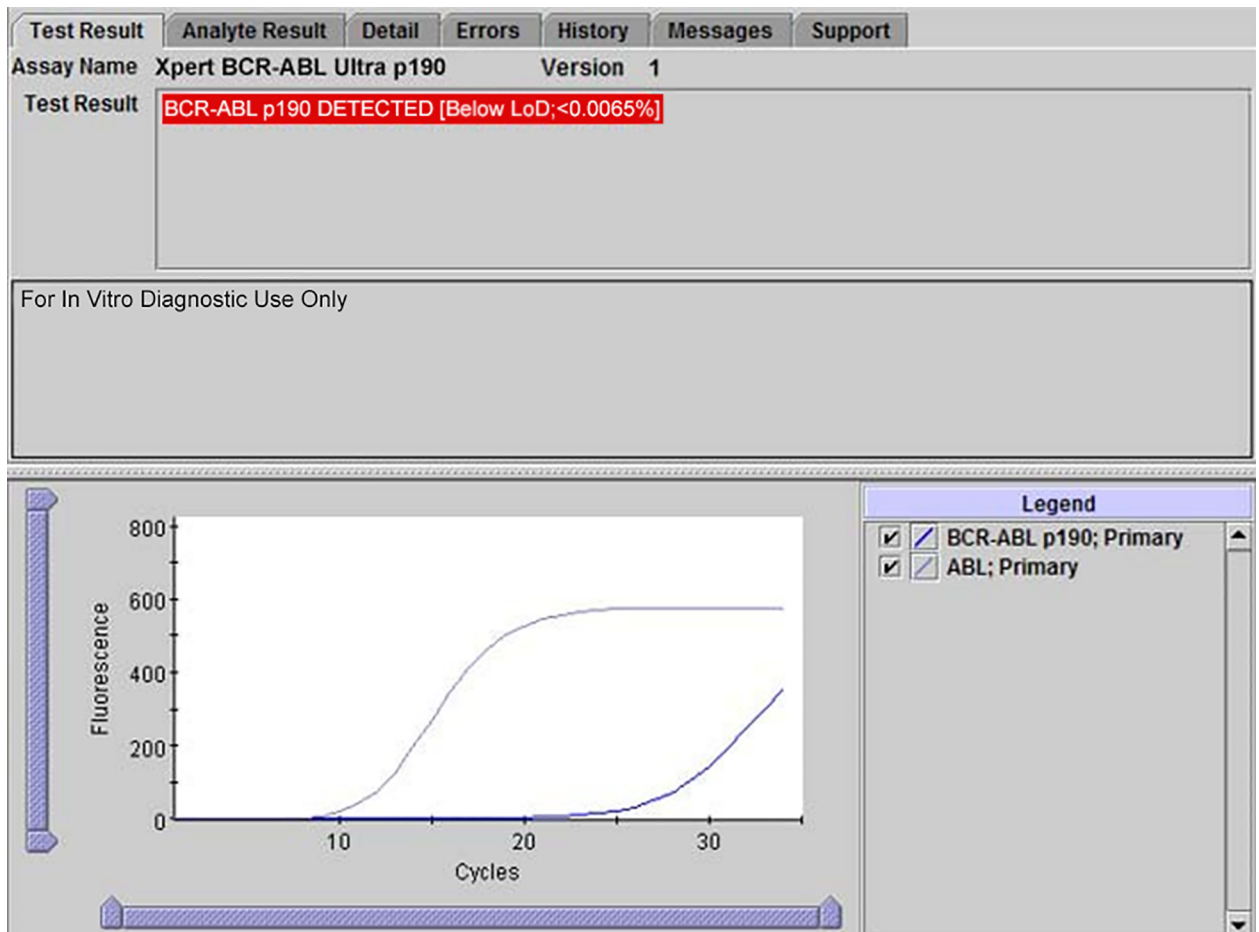 Test Result Analyte Result Detail Errors History Messages Support
Assay Name Xpert BCR-ABL Ultra p190 Version 1
Test Result BCR-ABL p190 DETECTED [Below LoD;<0.0065%]
For In Vitro Diagnostic Use Only
Legend
BCR-ABL p190; Primary
ABL; Primary
800
600
400
200
0
Fluorescence
10 20 30
Cycles